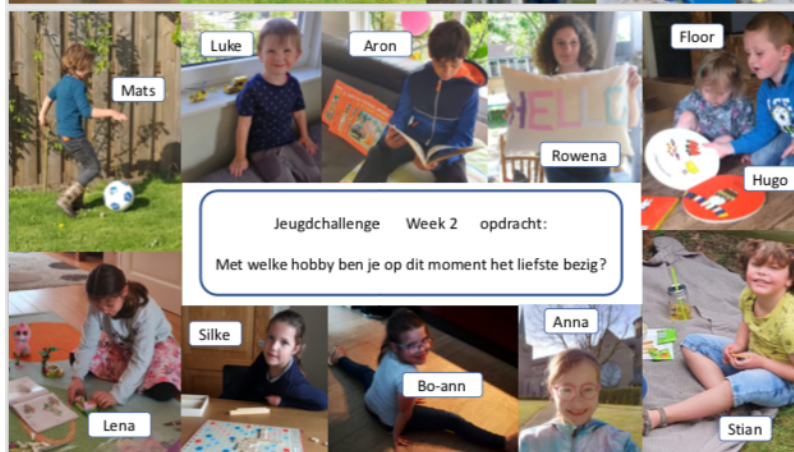 Luke
Aron
Floor
Mats
Rowena
HELLO
Hugo
Jeugdchallenge Week 2 opdracht:
Met welke hobby ben je op dit moment het liefste bezig?
Silke
Anna
Bo-ann
Lena
Stian